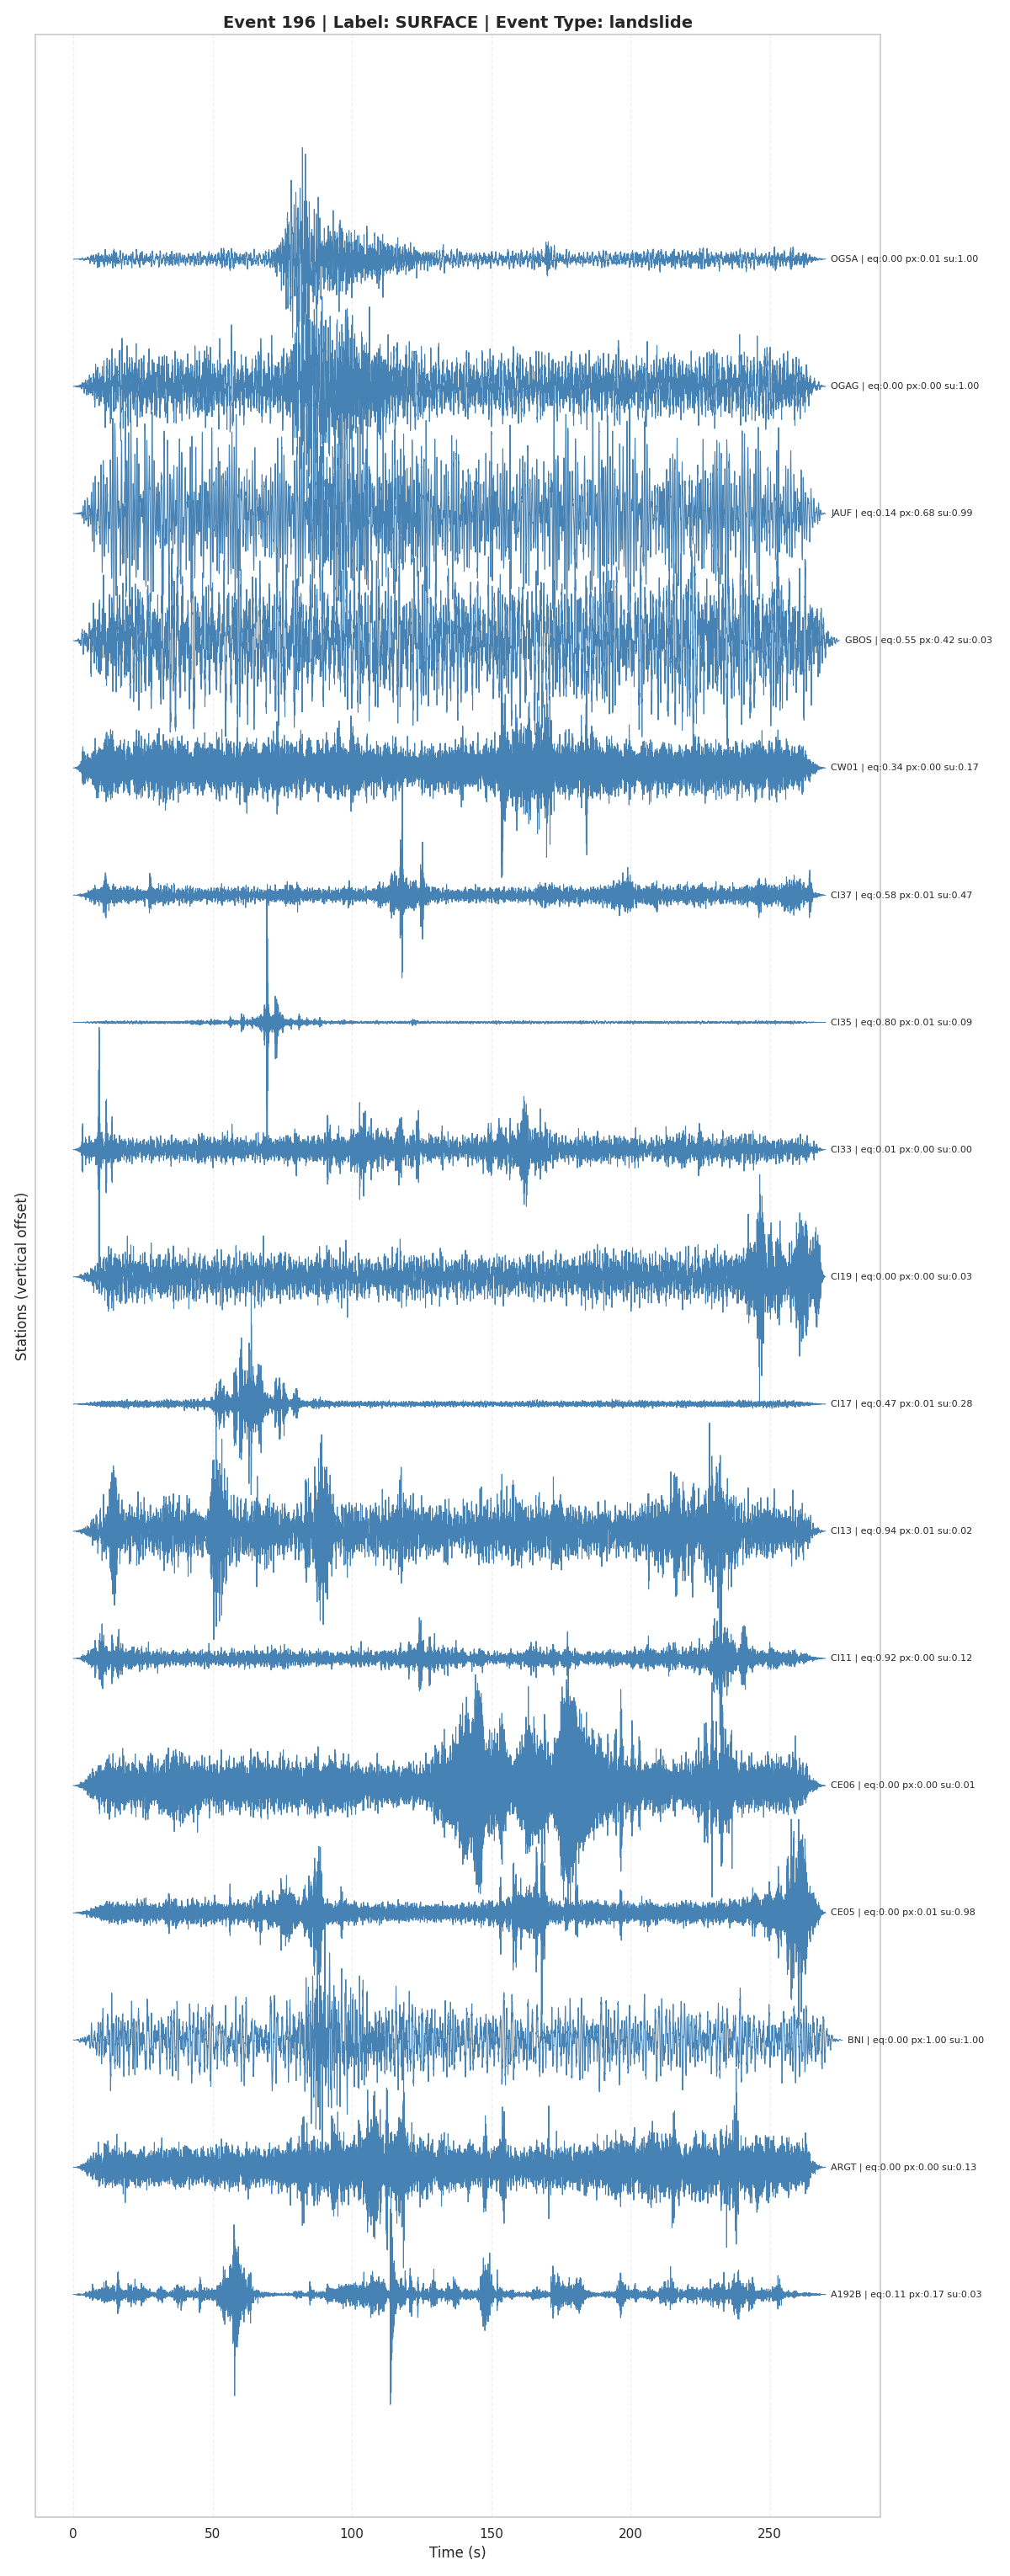 Event 196 | Label: SURFACE | Event Type: landslide
OGSA | eq:0.00 px:0.01 su:1.00
OGAG | eq:0.00 px:0.00 su:1.00
JAUF | eq:0.14 px:0.68 su:0.99
GBOS | eq:0.55 px:0.42 su:0.03
CW01 | eq:0.34 px:0.00 su:0.17
CI37 | eq:0.58 px:0.01 su:0.47
CI35 | eq:0.80 px:0.01 su:0.09
CI33 | eq:0.01 px:0.00 su:0.00
CI19 | eq:0.00 px:0.00 su:0.03
CI17 | eq:0.47 px:0.01 su:0.28
CI13 | eq:0.94 px:0.01 su:0.02
CI11 | eq:0.92 px:0.00 su:0.12
CE06 | eq:0.00 px:0.00 su:0.01
CE05 | eq:0.00 px:0.01 su:0.98
BNI | eq:0.00 px:1.00 su:1.00
ARGT | eq:0.00 px:0.00 su:0.13
A192B | eq:0.11 px:0.17 su:0.03
Stations (vertical offset)
0 50 100 150 200 250
Time (s)